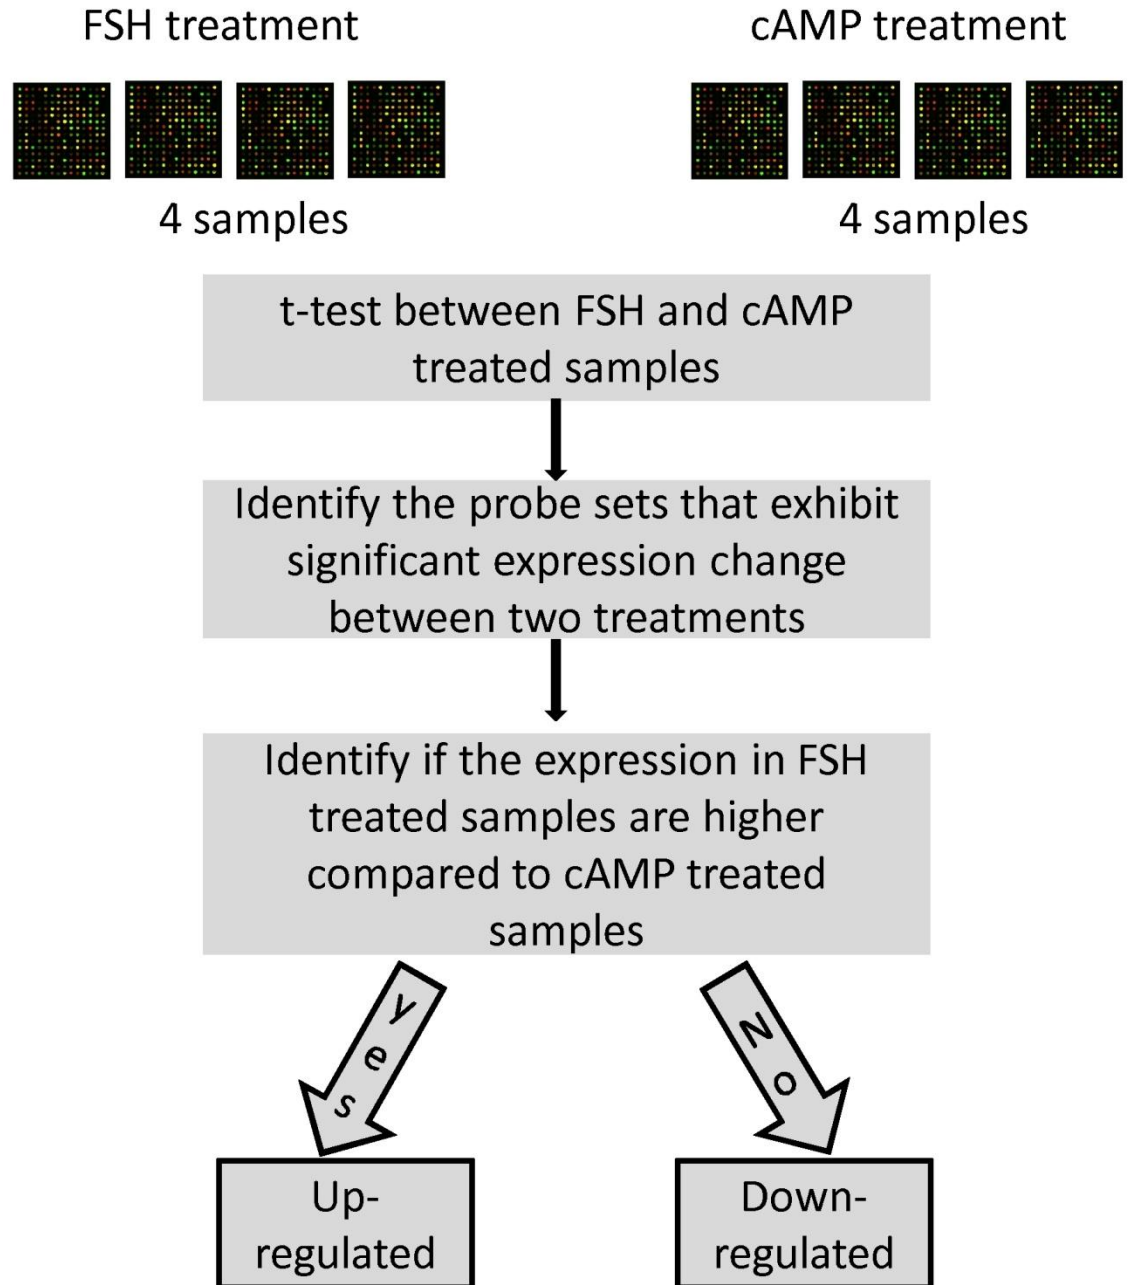 FSH treatment
cAMP treatment
4 samples
4 samples
t-test between FSH and cAMP
treated samples
Identify the probe sets that exhibit
significant expression change
between two treatments
Identify if the expression in FSH
treated samples are higher
compared to cAMP treated
samples
yes
No
Up-
regulated
Down-
regulated